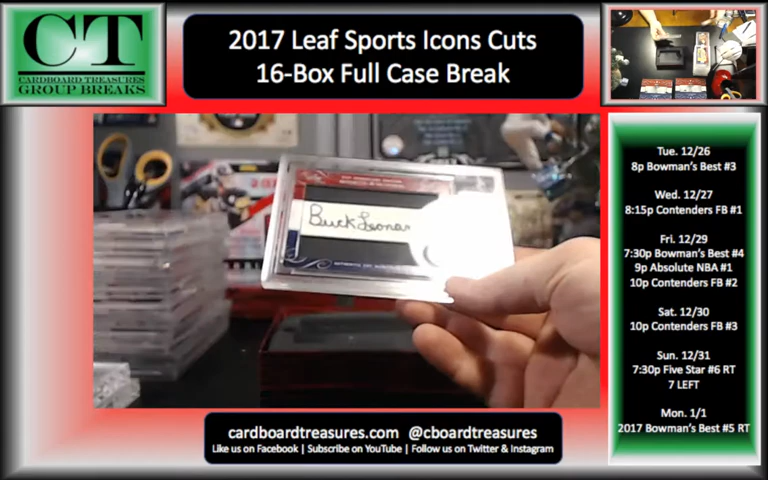 CT
CARDBOARD TREASURES
GROUP BREAKS
2017 Leaf Sports Icons Cuts
16-Box Full Case Break
Buck Leonar
Tue. 12/26
8p Bowman's Best #3
Wed. 12/27
8:15p Contenders FB #1
Fri. 12/29
7:30p Bowman's Best #4
9p Absolute NBA #1
10p Contenders FB #2
Sat. 12/30
10p Contenders FB #3
Sun. 12/31
7:30p Five Star #6 RT
7 LEFT
Mon. 1/1
2017 Bowman's Best #5 RT
cardboardtreasures.com @cboardtreasures
Like us on Facebook | Subscribe on YouTube | Follow us on Twitter & Instagram